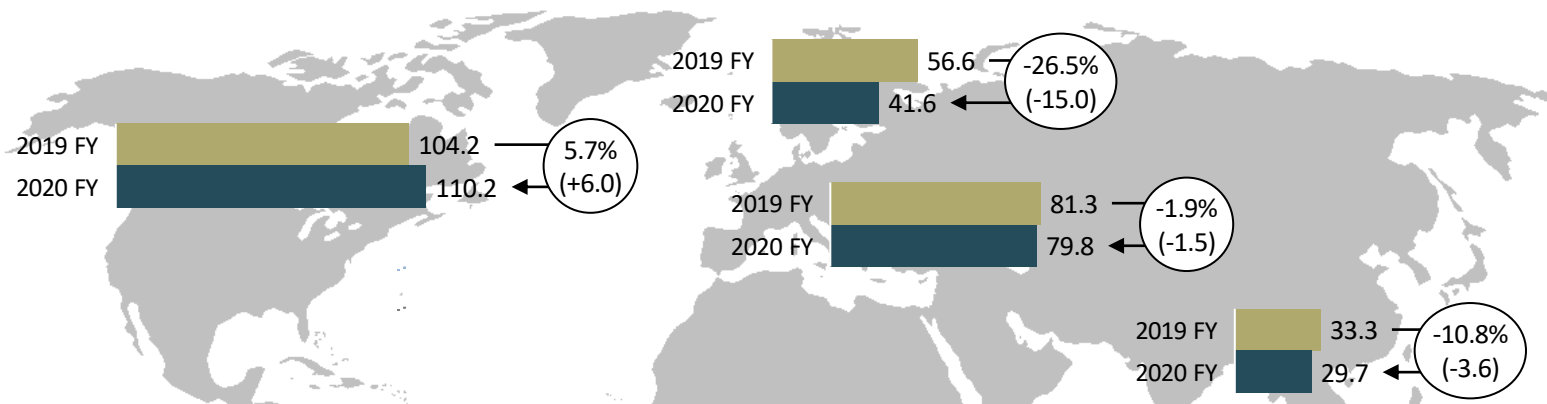 2019 FY 104.2
2020 FY 110.2
5.7%
(+6.0)
2019 FY 56.6
2020 FY 41.6
-26.5%
(-15.0)
2019 FY 81.3
2020 FY 79.8
-1.9%
(-1.5)
2019 FY 33.3
2020 FY 29.7
-10.8%
(-3.6)